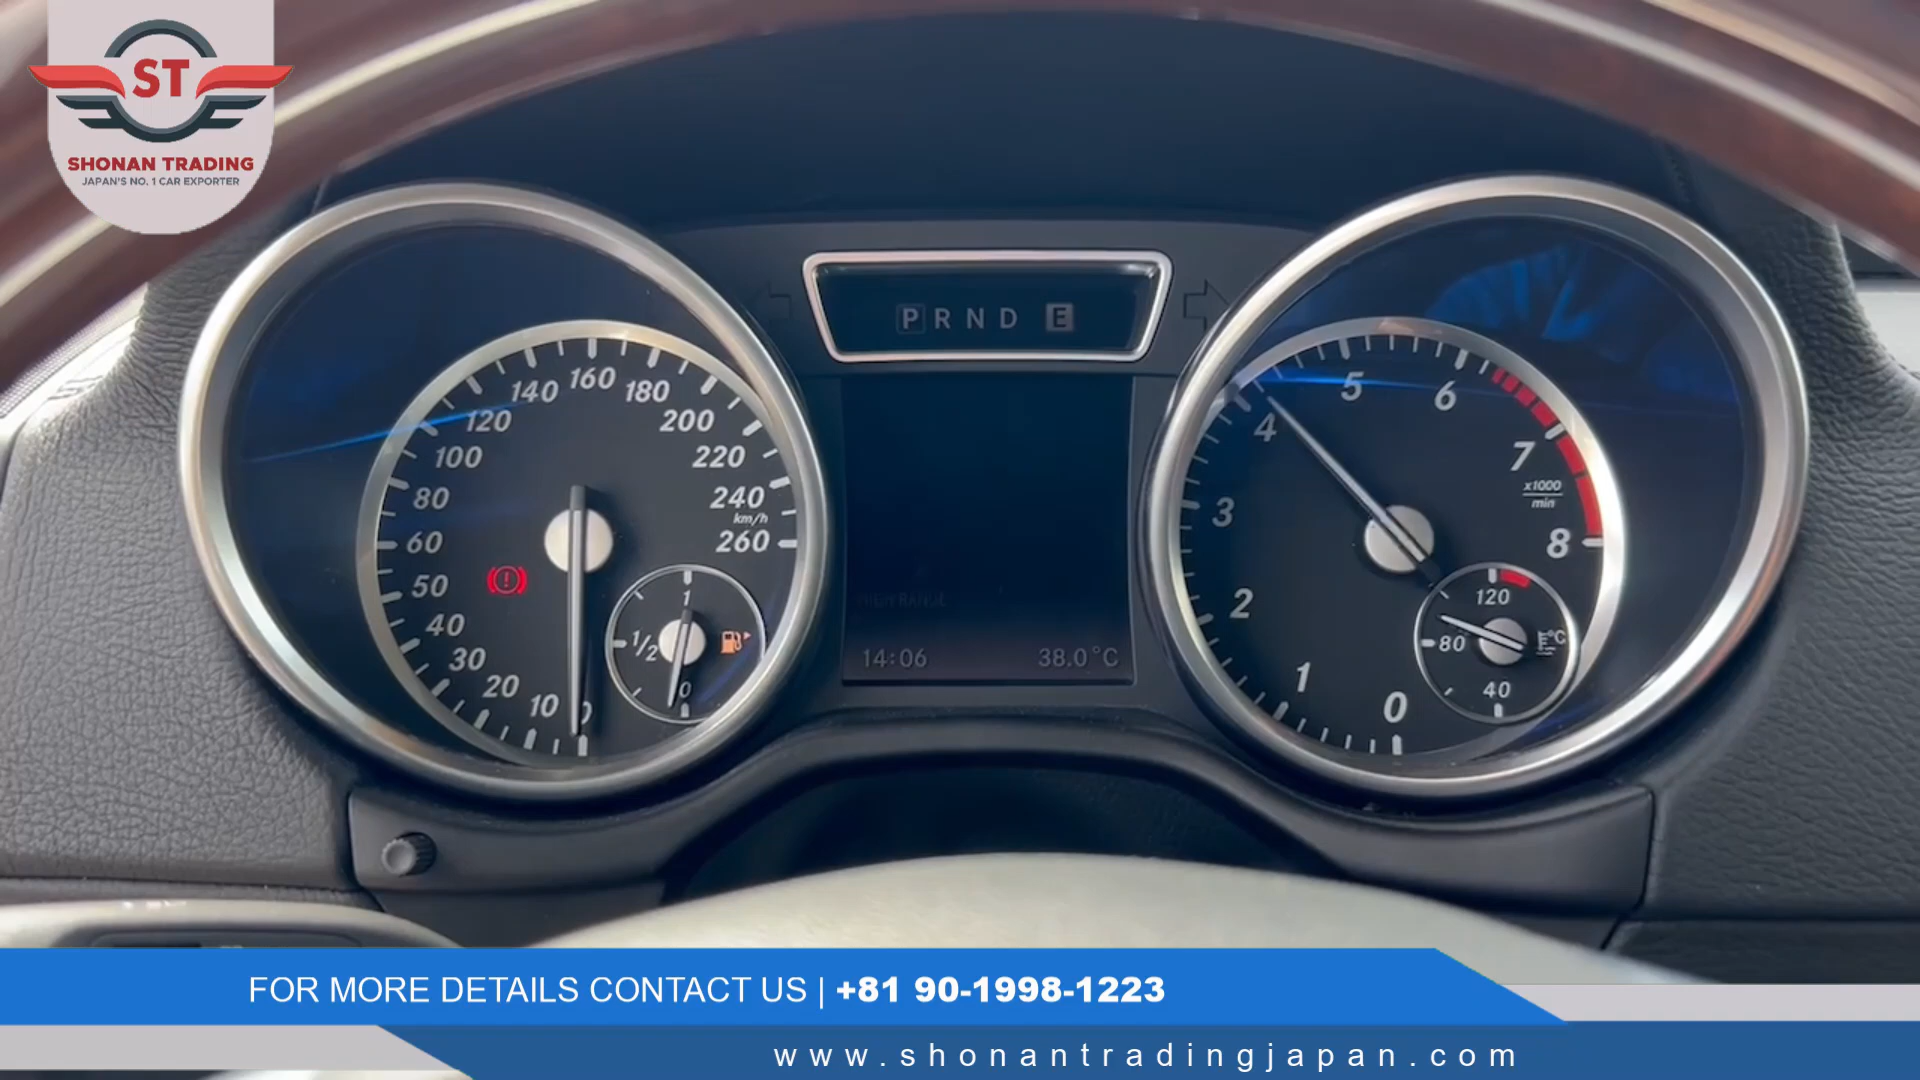 ST
SHONAN TRADING
JAPAN'S NO. 1 CAR EXPORTER
P R N D E
0
10
20
30
40
50
60
80
100
120
140
160
180
200
220
240
km/h
260
1
1/2
0
HIGH RANGE
14:06 38.0°C
0
1
2
3
4
5
6
7
x1000
min
8
120
80 °C
40
FOR MORE DETAILS CONTACT US | +81 90-1998-1223
www.shonantradingjapan.com